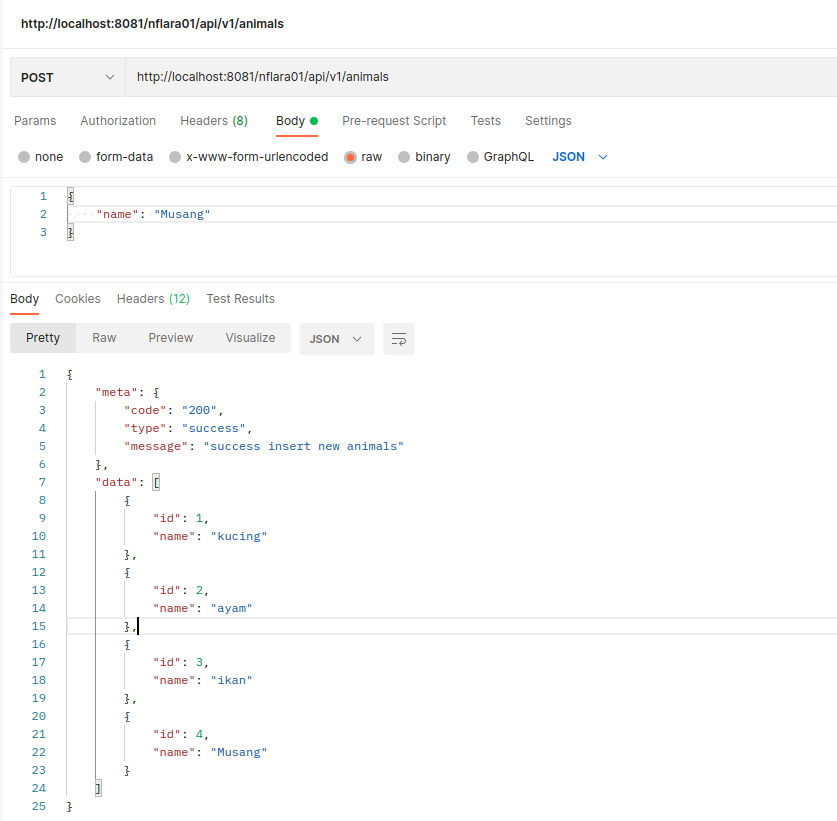 http://localhost:8081/nflara01/api/v1/animals
POST http://localhost:8081/nflara01/api/v1/animals
Params Authorization Headers (8) Body Pre-request Script Tests Settings
none form-data x-www-form-urlencoded raw binary GraphQL JSON
1 {
2 "name": "Musang"
3 }
Body Cookies Headers (12) Test Results
Pretty Raw Preview Visualize JSON
1 {
2 "meta": {
3 "code": "200",
4 "type": "success",
5 "message": "success insert new animals"
6 },
7 "data": [
8 {
9 "id": 1,
10 "name": "kucing"
11 },
12 {
13 "id": 2,
14 "name": "ayam"
15 },
16 {
17 "id": 3,
18 "name": "ikan"
19 },
20 {
21 "id": 4,
22 "name": "Musang"
23 }
24 ]
25 }